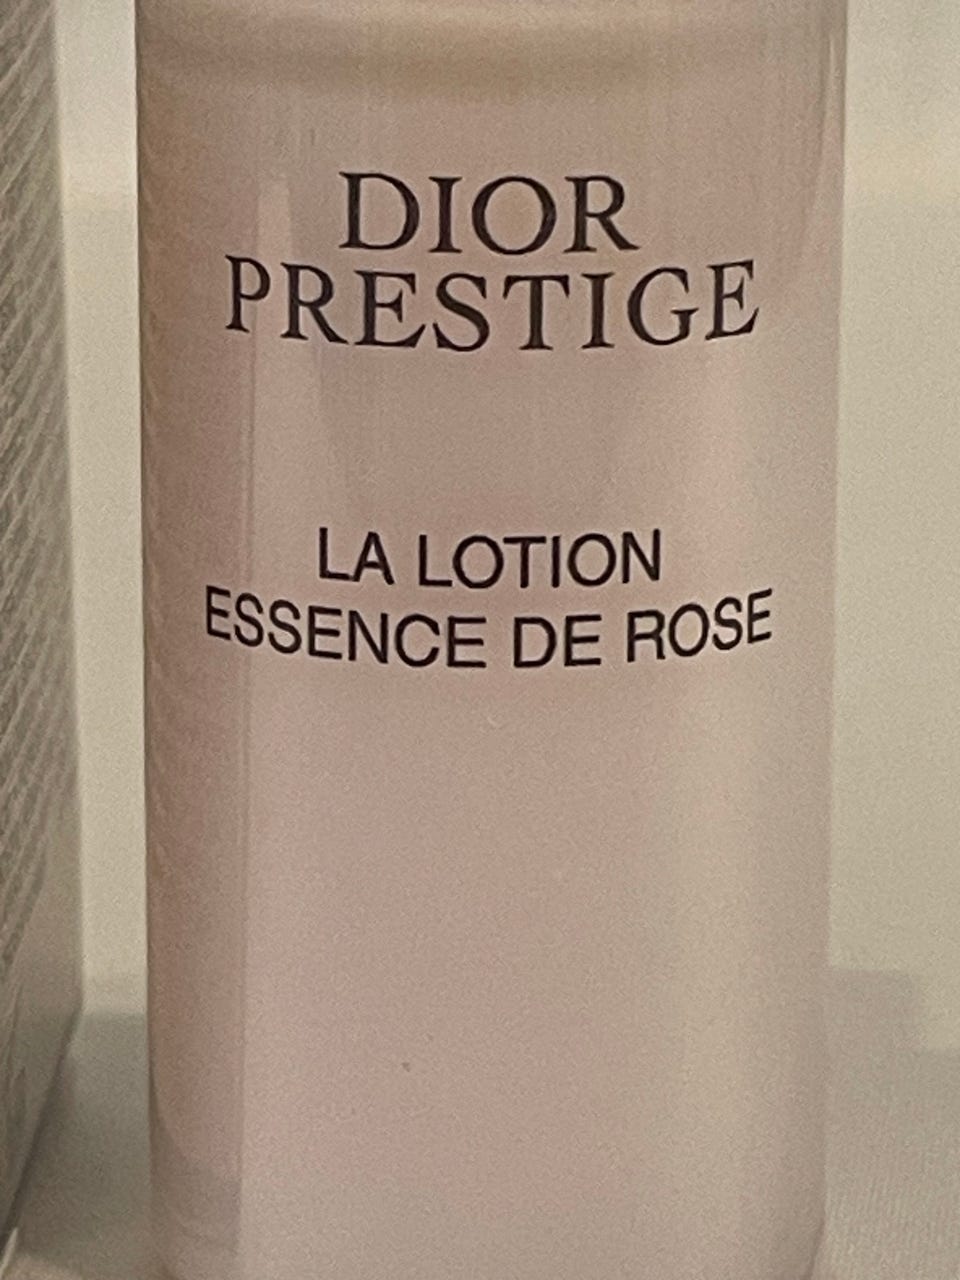 DIOR
PRESTIGE
LA LOTION
ESSENCE DE ROSE